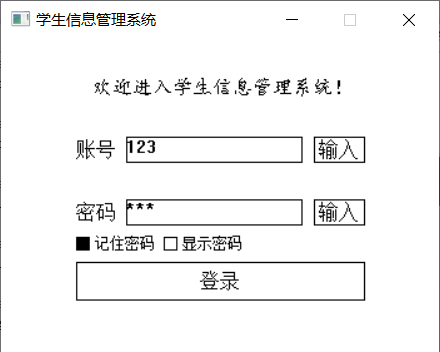 学生信息管理系统
欢迎进入学生信息管理系统!
账号 123 输入
密码 *** 输入
记住密码 显示密码
登录